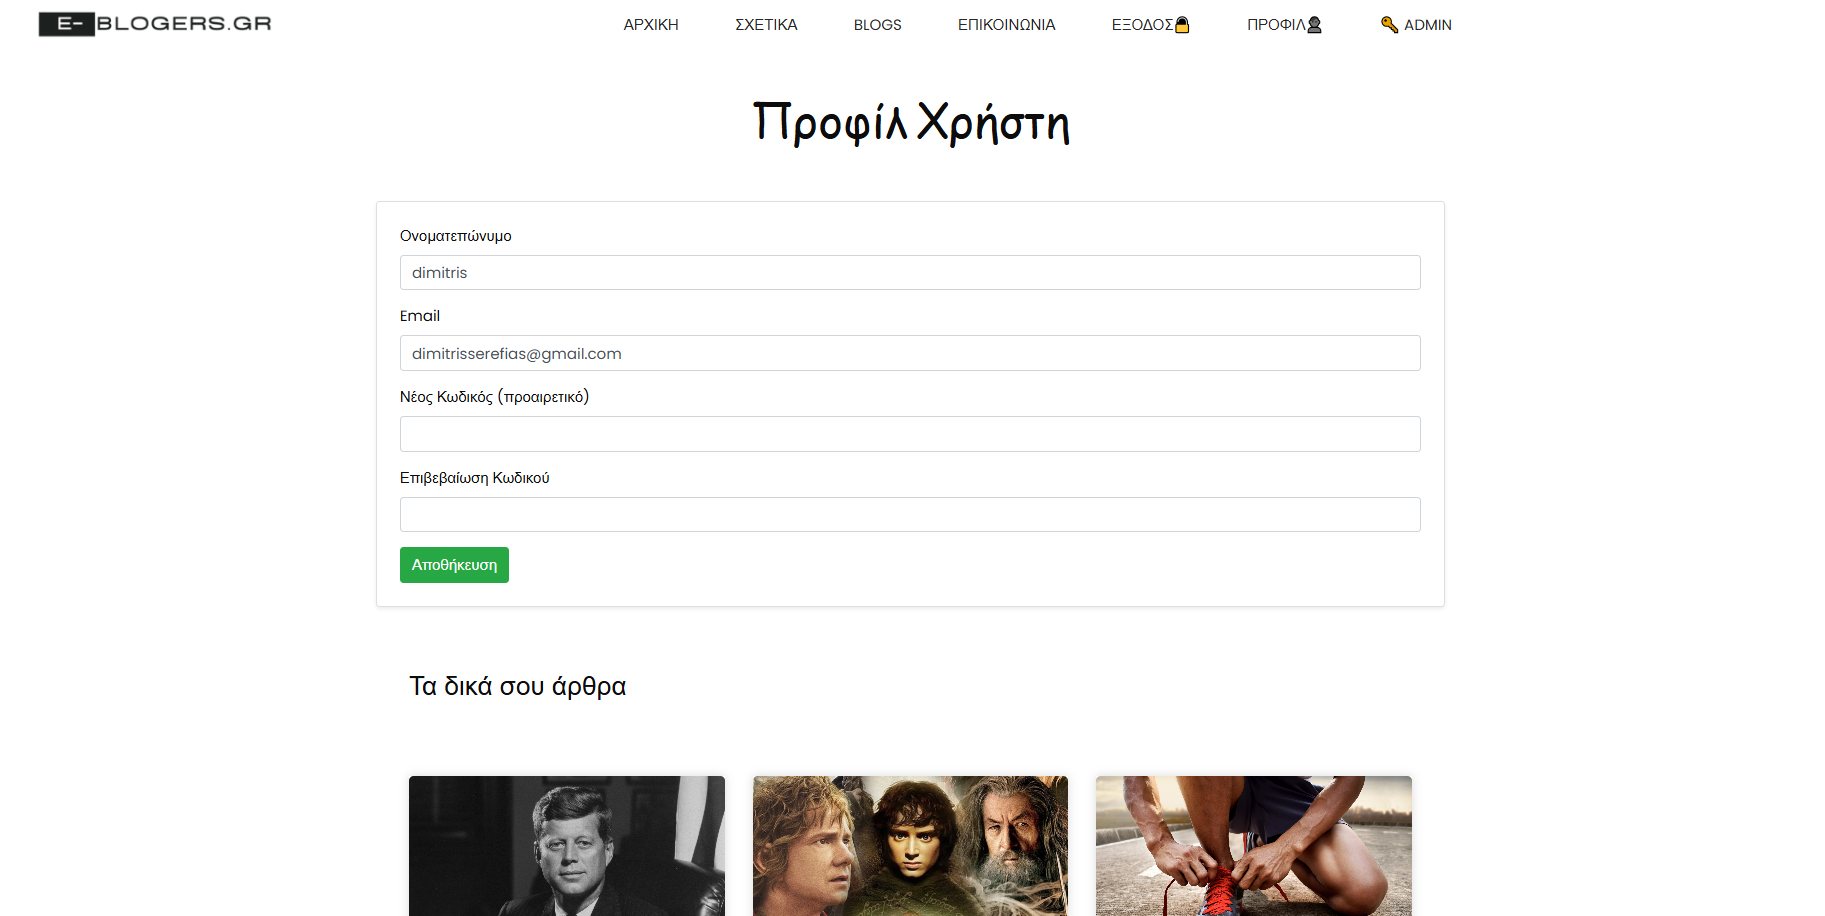 E-BLOGERS.GR
ΑΡΧΙΚΗ ΣΧΕΤΙΚΑ BLOGS ΕΠΙΚΟΙΝΩΝΙΑ ΕΞΟΔΟΣ🔒 ΠΡΟΦΙΛ👤 🔑 ADMIN
Προφίλ Χρήστη
Ονοματεπώνυμο
dimitris
Email
dimitrisserefias@gmail.com
Νέος Κωδικός (προαιρετικό)
Επιβεβαίωση Κωδικού
Αποθήκευση
Τα δικά σου άρθρα